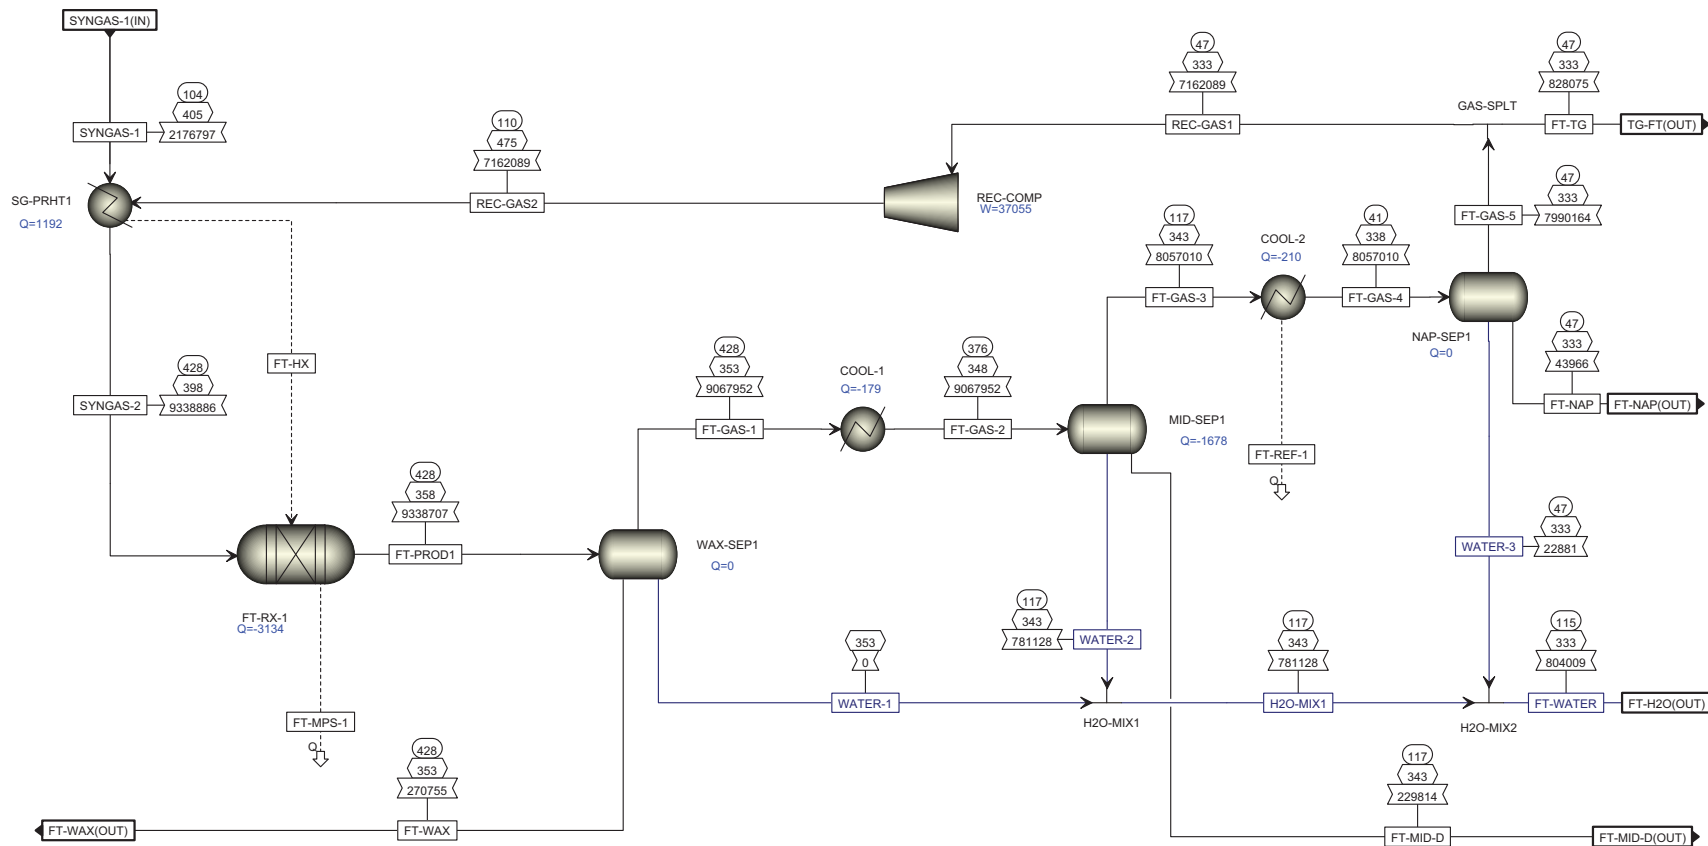 SYNGAS-1(IN)
104
405
2176797
SYNGAS-1
SG-PRHT1
Q=1192
110
475
7162089
REC-GAS2
REC-COMP
W=37055
47
333
7162089
REC-GAS1
GAS-SPLT
47
333
828075
FT-TG
TG-FT(OUT)
47
333
7990164
FT-GAS-5
117
343
8057010
FT-GAS-3
COOL-2
Q=-210
41
338
8057010
FT-GAS-4
NAP-SEP1
Q=0
47
333
43966
FT-NAP
FT-NAP(OUT)
FT-HX
428
398
9338886
SYNGAS-2
428
353
9067952
FT-GAS-1
COOL-1
Q=-179
376
348
9067952
FT-GAS-2
MID-SEP1
Q=-1678
FT-REF-1
Q
428
358
9338707
FT-PROD1
WAX-SEP1
Q=0
47
333
22881
WATER-3
FT-RX-1
Q=-3134
FT-MPS-1
Q
353
0
WATER-1
117
343
781128
WATER-2
H2O-MIX1
117
343
781128
H2O-MIX1
H2O-MIX2
115
333
804009
FT-WATER
FT-H2O(OUT)
428
353
270755
FT-WAX
FT-WAX(OUT)
117
343
229814
FT-MID-D
FT-MID-D(OUT)